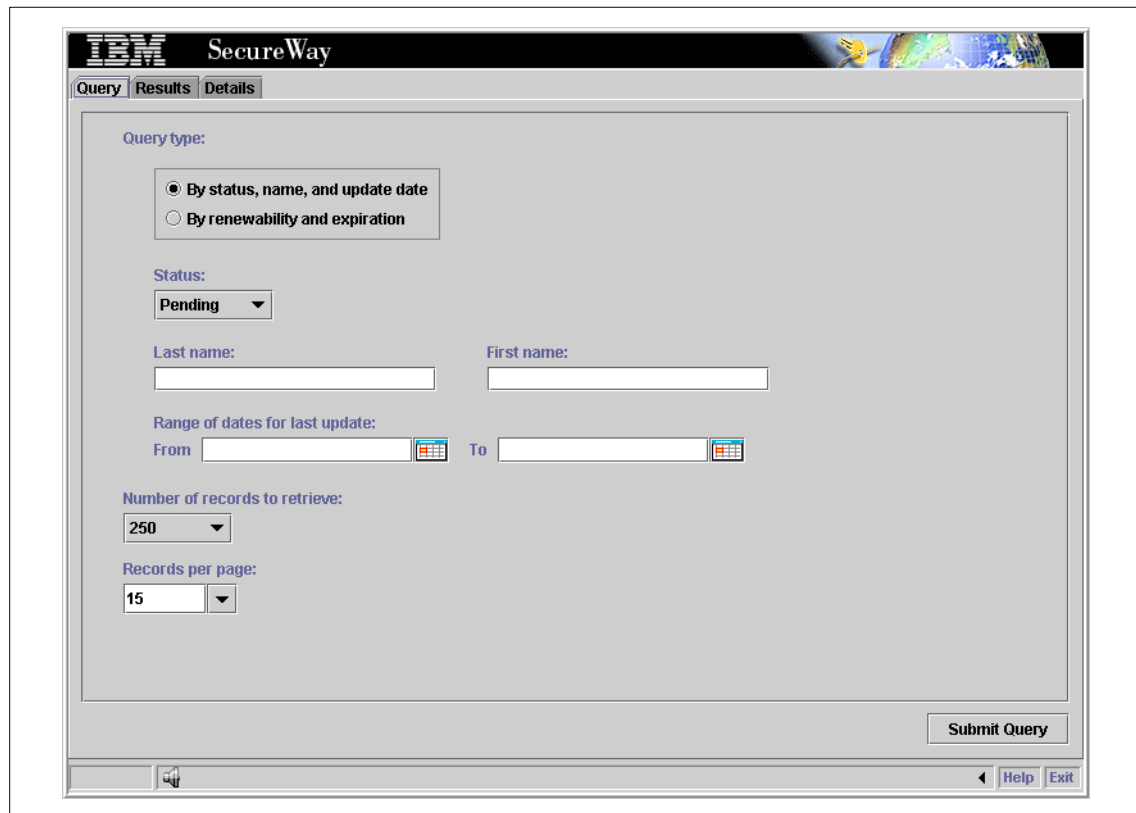 IBM SecureWay
Query Results Details
Query type:
By status, name, and update date
By renewability and expiration
Status:
Pending
Last name: First name:
Range of dates for last update:
From To
Number of records to retrieve:
250
Records per page:
15
Submit Query
Help Exit